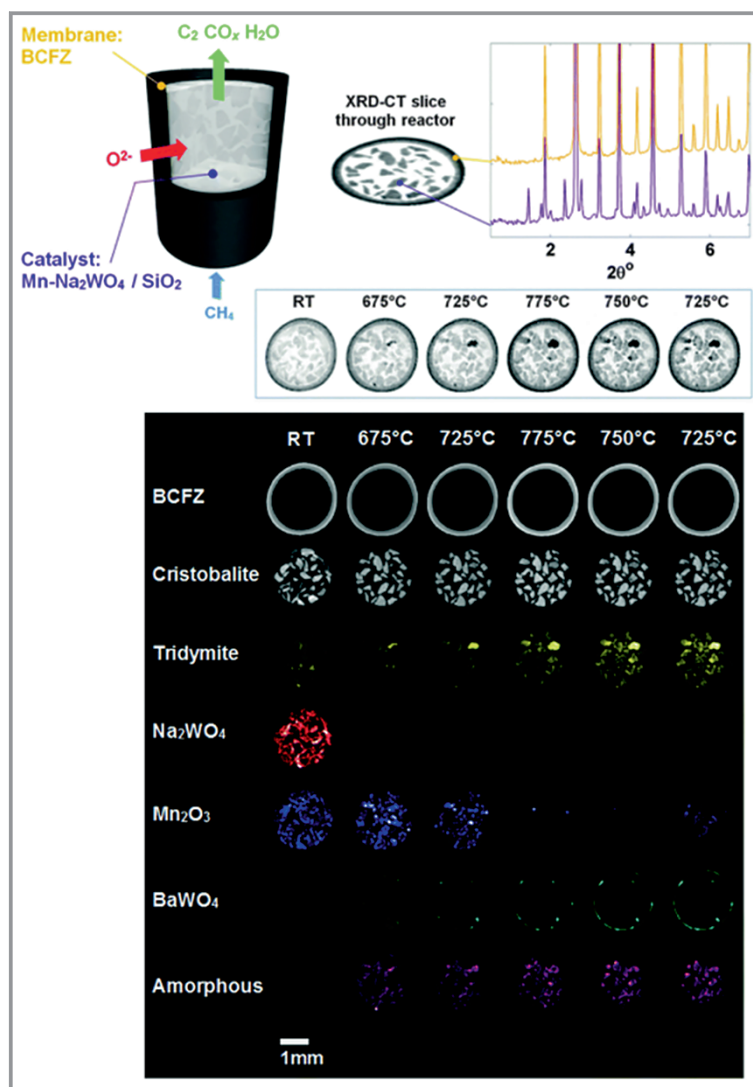 Membrane:
BCFZ
C₂ COₓ H₂O
O²⁻
Catalyst:
Mn-Na₂WO₄ / SiO₂
CH₄
XRD-CT slice
through reactor
2 4 6
2θ°
RT 675°C 725°C 775°C 750°C 725°C
RT 675°C 725°C 775°C 750°C 725°C
BCFZ
Cristobalite
Tridymite
Na₂WO₄
Mn₂O₃
BaWO₄
Amorphous
1mm